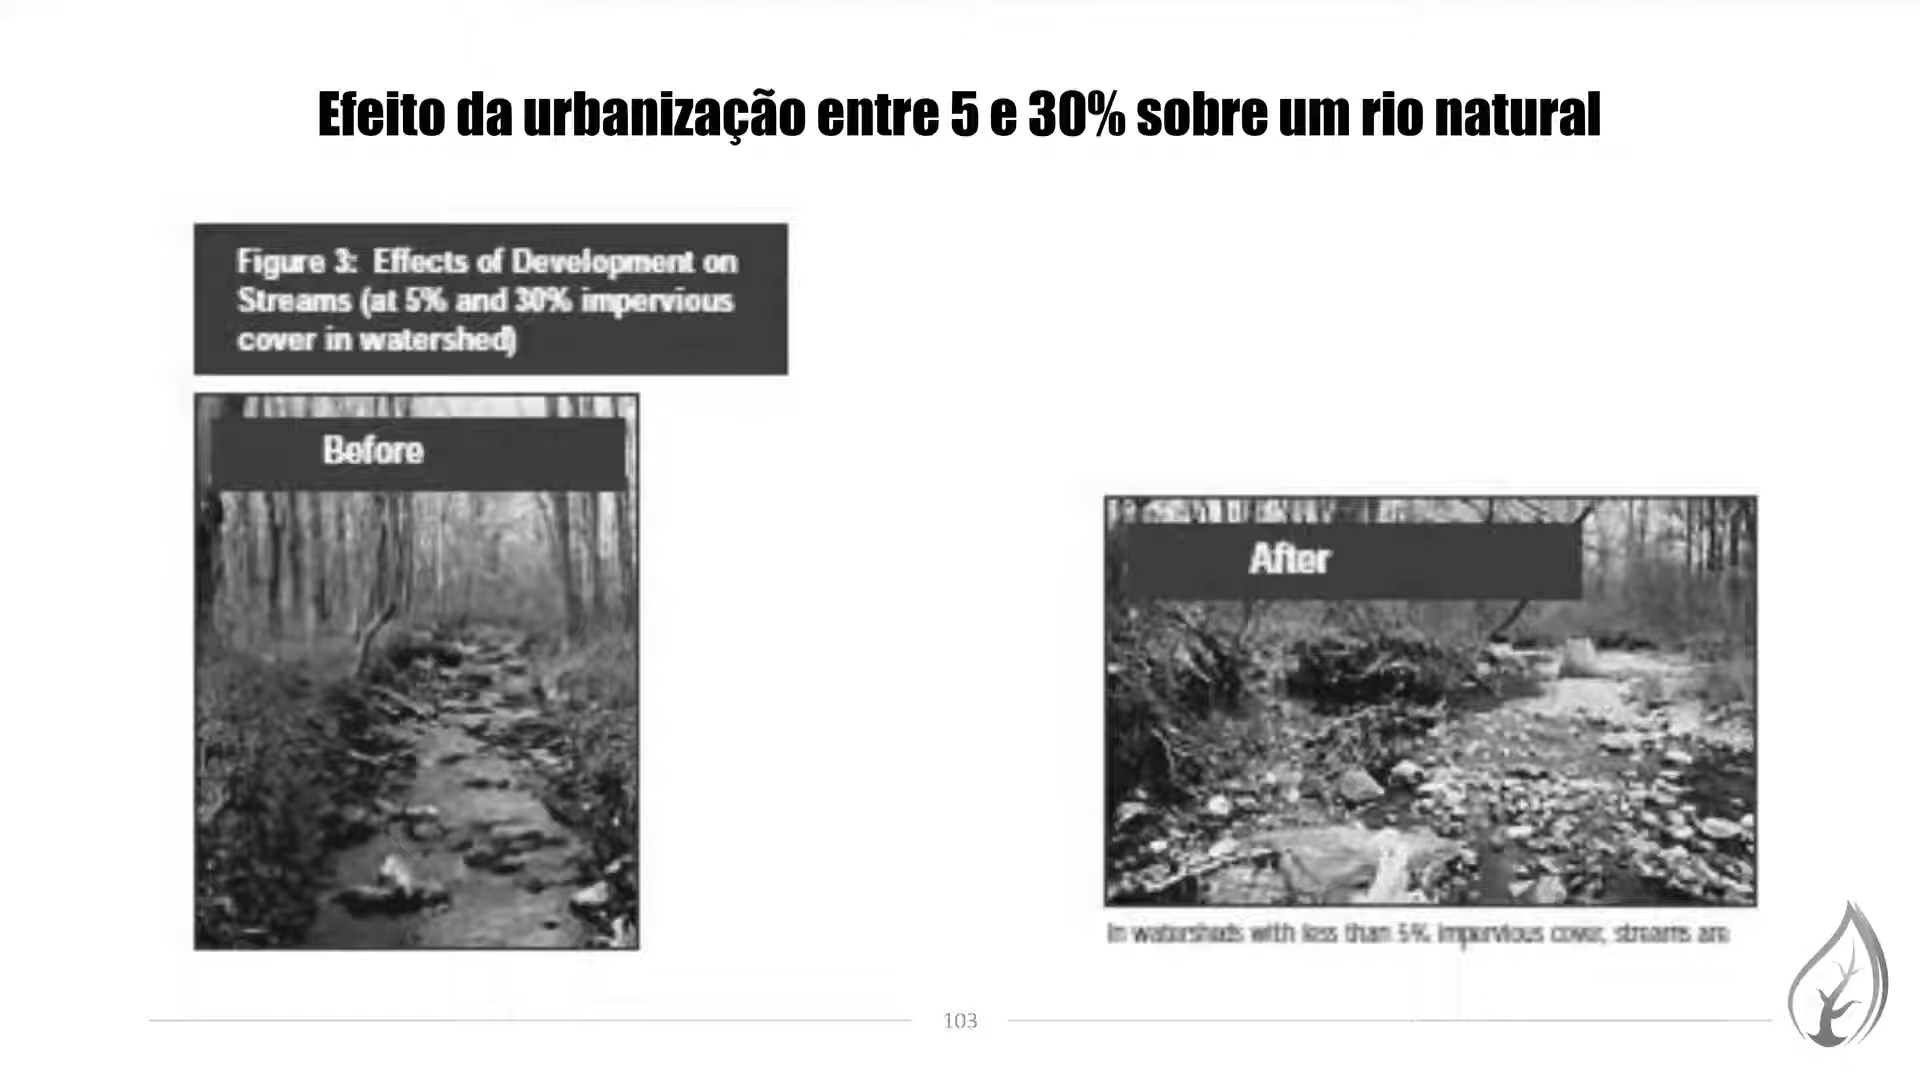 Efeito da urbanização entre 5 e 30% sobre um rio natural
Figure 3: Effects of Development on
Streams (at 5% and 30% impervious
cover in watershed)
Before
After
In watersheds with less than 5% impervious cover, streams are
103